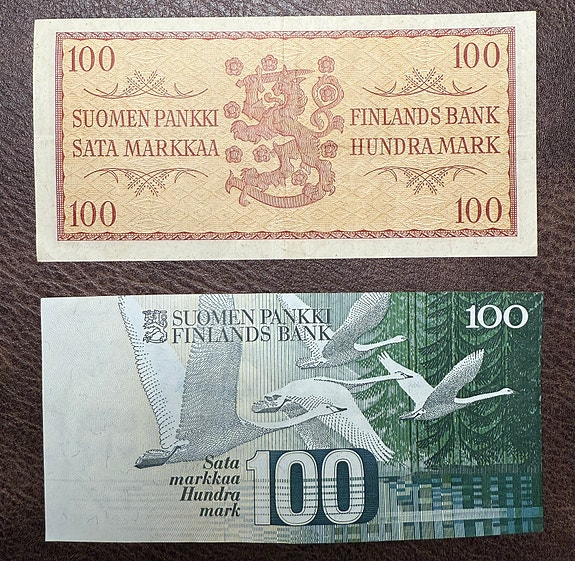 100 100
SUOMEN PANKKI FINLANDS BANK
SATA MARKKAA HUNDRA MARK
100 100
SUOMEN PANKKI
FINLANDS BANK
100
Sata
markkaa
Hundra
mark
100